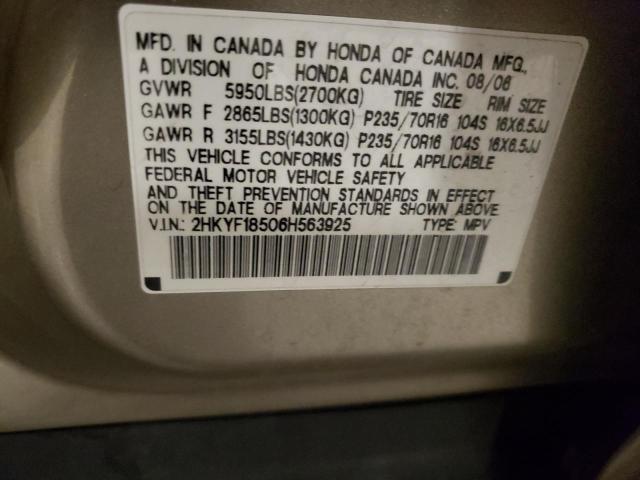 MFD. IN CANADA BY HONDA OF CANADA MFG.,
A DIVISION OF HONDA CANADA INC. 08/06
GVWR 5950LBS(2700KG) TIRE SIZE RIM SIZE
GAWR F 2865LBS(1300KG) P235/70R16 104S 16X6.5JJ
GAWR R 3155LBS(1430KG) P235/70R16 104S 16X6.5JJ
THIS VEHICLE CONFORMS TO ALL APPLICABLE
FEDERAL MOTOR VEHICLE SAFETY
AND THEFT PREVENTION STANDARDS IN EFFECT
ON THE DATE OF MANUFACTURE SHOWN ABOVE.
V.I.N.: 2HKYF18506H563925 TYPE: MPV